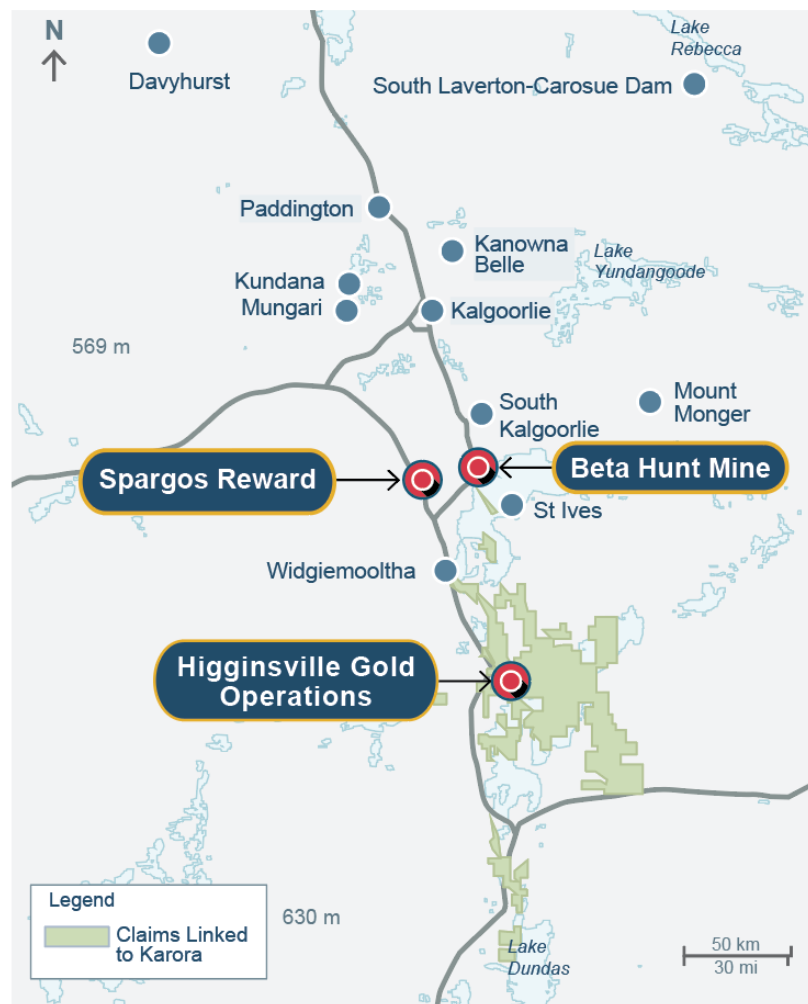 N
Lake
Rebecca
Davyhurst
South Laverton-Carosue Dam
Paddington
Kanowna
Belle
Lake
Yundangoode
Kundana
Mungari
Kalgoorlie
569 m
Mount
Monger
South
Kalgoorlie
Spargos Reward
Beta Hunt Mine
St Ives
Widgiemooltha
Higginsville Gold
Operations
Legend
Claims Linked
to Karora
630 m
Lake
Dundas
50 km
30 mi